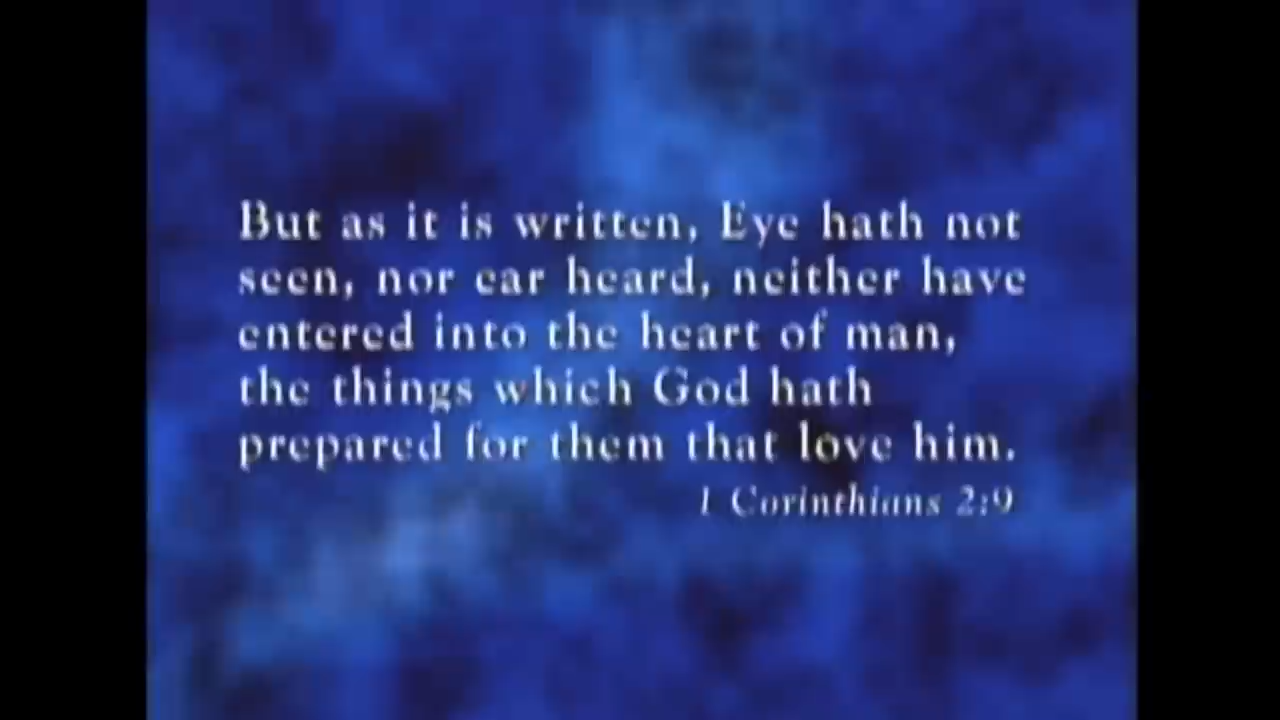 But as it is written, Eye hath not
seen, nor ear heard, neither have
entered into the heart of man,
the things which God hath
prepared for them that love him.
1 Corinthians 2:9